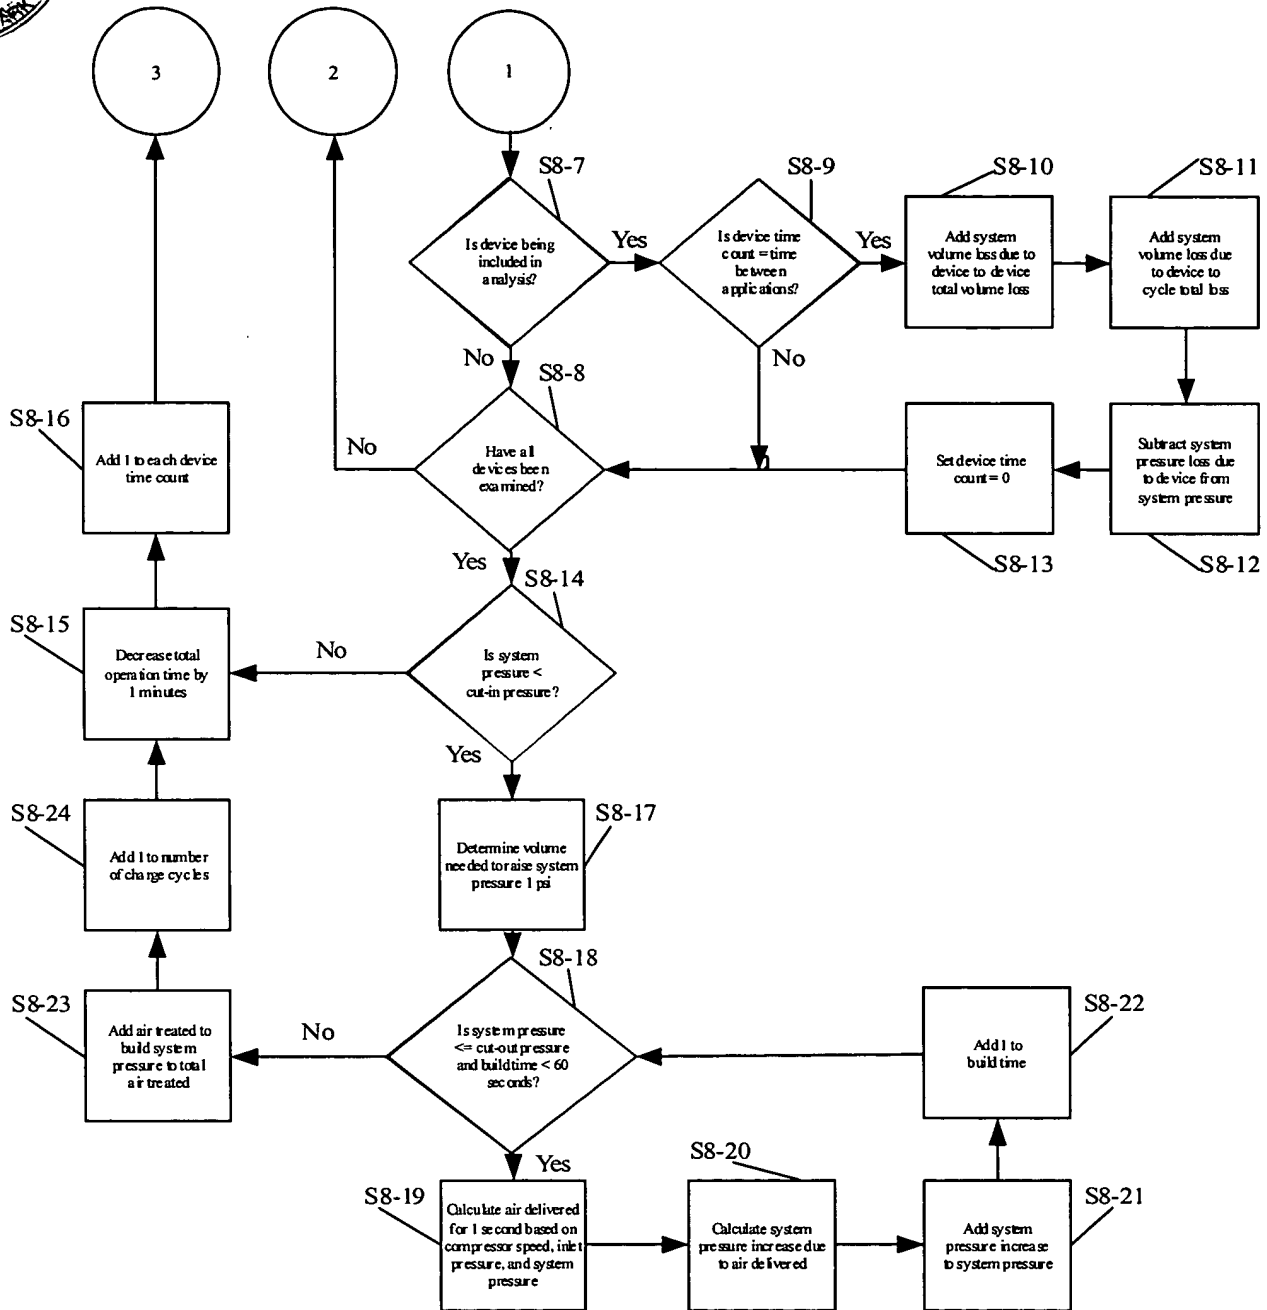 3
2
1
S8-7
S8-9
S8-10
S8-11
Is device being
included in
analysis?
Yes
Is device time
count = time
between
applications?
Yes
Add system
volume loss due to
device to device
total volume loss
Add system
volume loss due
to device to
cycle total loss
No
No
S8-8
S8-16
Add 1 to each device
time count
No
Have all
devices been
examined?
Set device time
count = 0
Subtract system
pressure loss due
to device from
system pressure
S8-13
S8-12
Yes
S8-14
S8-15
Decrease total
operation time by
1 minutes
No
Is system
pressure <
cut-in pressure?
Yes
S8-24
Add 1 to number
of charge cycles
S8-17
Determine volume
needed to raise system
pressure 1 psi
S8-18
S8-23
Add air treated to
build system
pressure to total
air treated
No
Is system pressure
<= cut-out pressure
and build time < 60
seconds?
S8-22
Add 1 to
build time
Yes
S8-19
Calculate air delivered
for 1 second based on
compressor speed, inlet
pressure, and system
pressure
S8-20
Calculate system
pressure increase due
to air delivered
S8-21
Add system
pressure increase
to system pressure